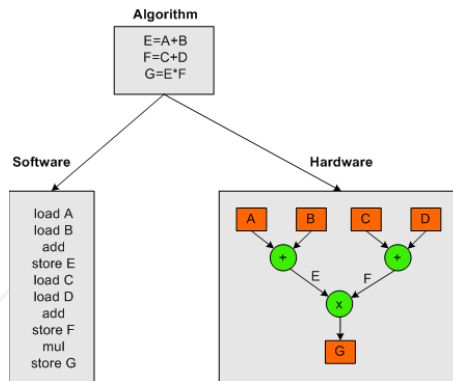 Algorithm
E=A+B
F=C+D
G=E*F
Software
load A
load B
add
store E
load C
load D
add
store F
mul
store G
Hardware
A B C D
+ +
E F
x
G